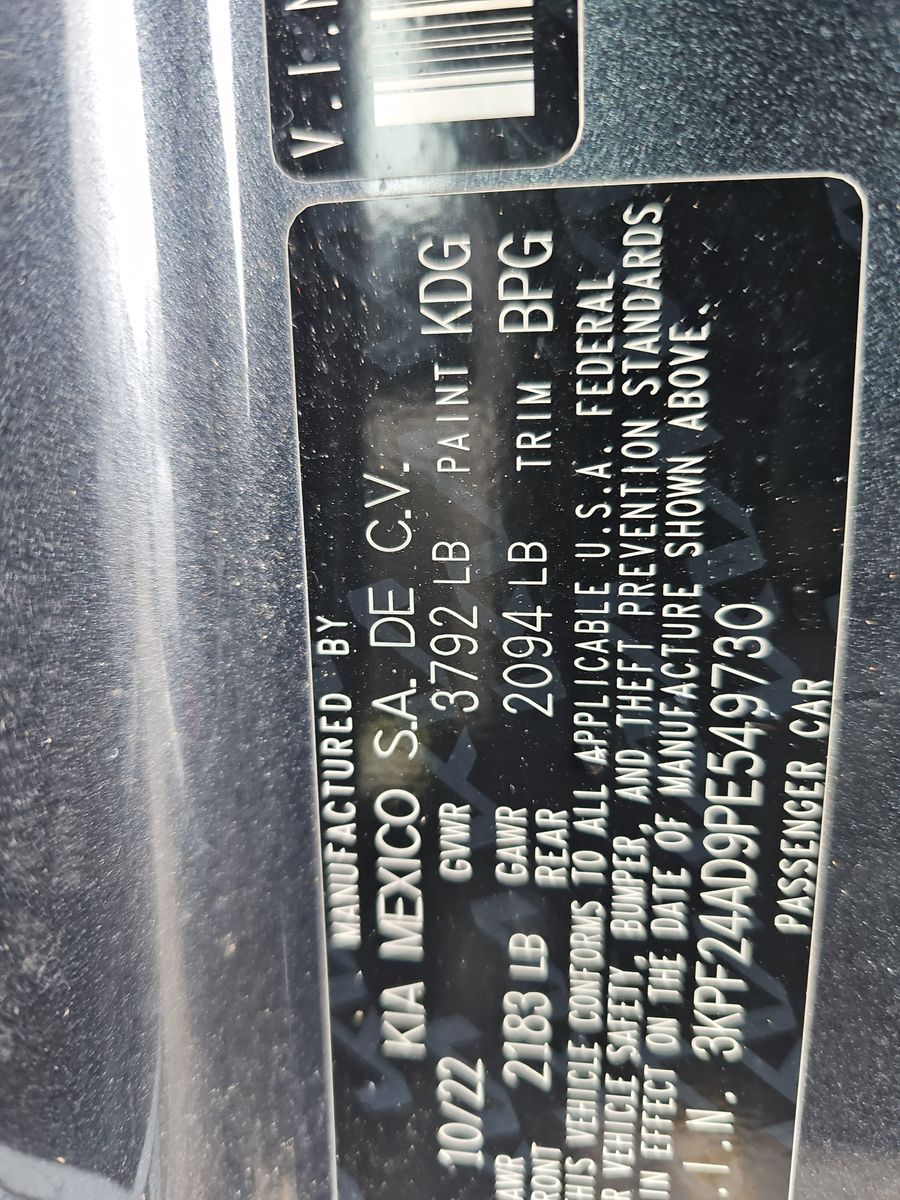 MANUFACTURED BY
KIA MEXICO S.A. DE C.V.
10/22 GVWR 3792 LB PAINT KDG
2183 LB GAWR REAR 2094 LB TRIM BPG
VEHICLE CONFORMS TO ALL APPLICABLE U.S.A. FEDERAL
VEHICLE SAFETY, BUMPER, AND THEFT PREVENTION STANDARDS
IN EFFECT ON THE DATE OF MANUFACTURE SHOWN ABOVE.
.I.N. 3KPF24AD9PE549730
PASSENGER CAR
V.I.N